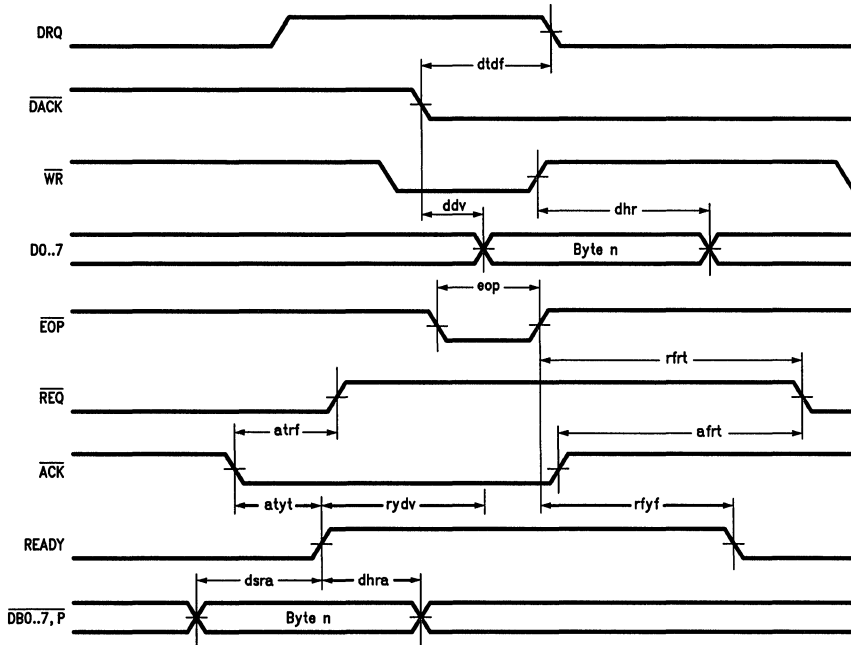 DRQ
dtdf
DACK
WR
ddv
dhr
D0..7
Byte n
eop
EOP
rfrt
REQ
atrf
afrt
ACK
atyt
rydv
rfyf
READY
dsra
dhra
DB0..7, P
Byte n